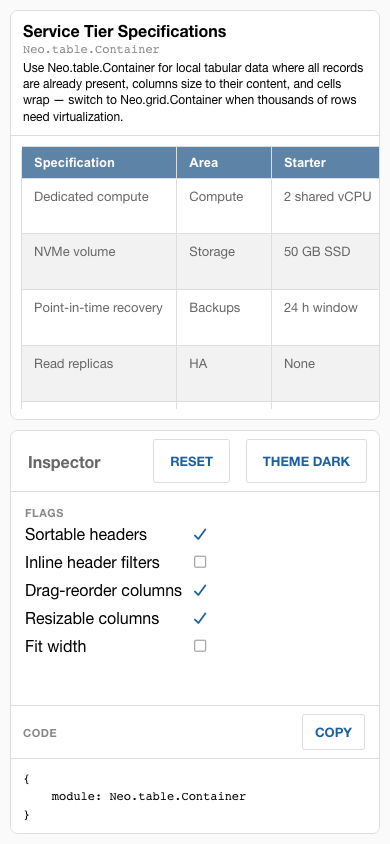 Service Tier Specifications
Neo.table.Container
Use Neo.table.Container for local tabular data where all records
are already present, columns size to their content, and cells
wrap — switch to Neo.grid.Container when thousands of rows
need virtualization.
Specification Area Starter
Dedicated compute Compute 2 shared vCPU
NVMe volume Storage 50 GB SSD
Point-in-time recovery Backups 24 h window
Read replicas HA None
Inspector RESET THEME DARK
FLAGS
Sortable headers
Inline header filters
Drag-reorder columns
Resizable columns
Fit width
CODE COPY
{
    module: Neo.table.Container
}